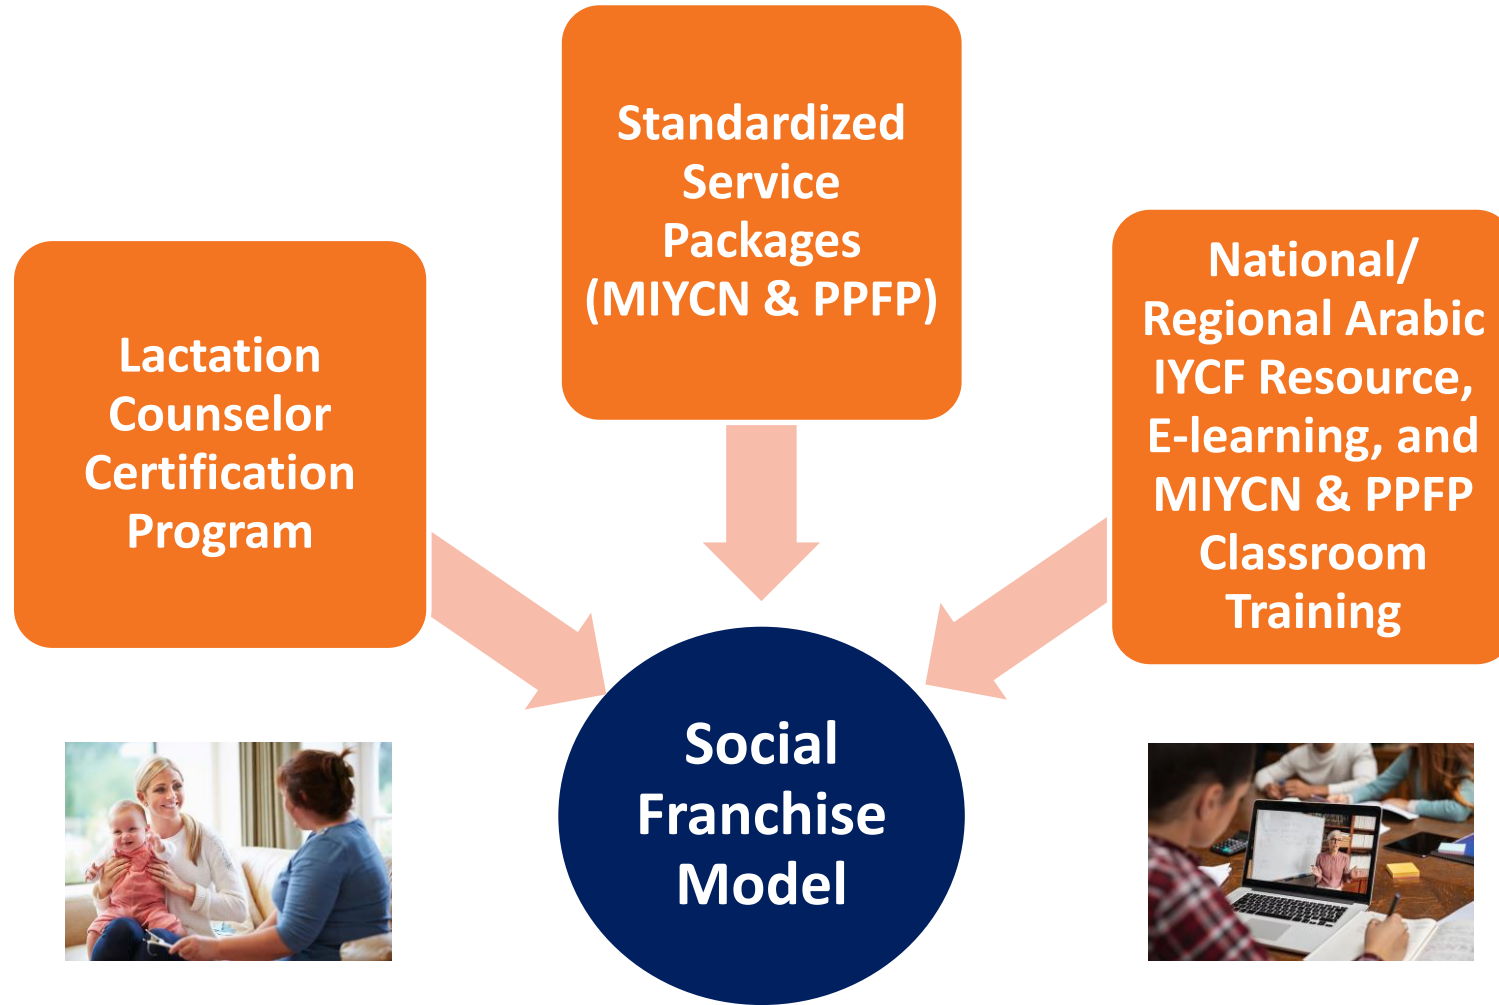 Standardized
Service
Packages
(MIYCN & PPFP)
Lactation
Counselor
Certification
Program
National/
Regional Arabic
IYCF Resource,
E-learning, and
MIYCN & PPFP
Classroom
Training
Social
Franchise
Model